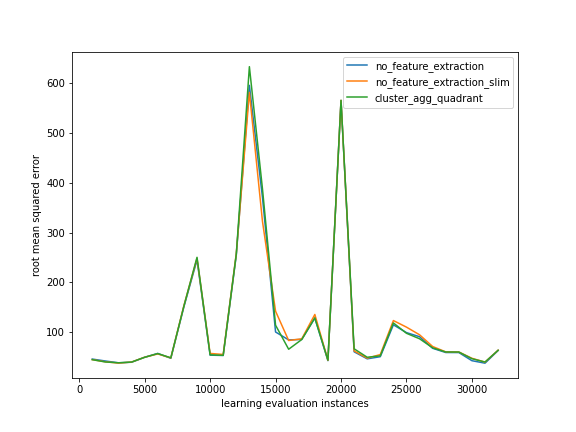 no_feature_extraction
no_feature_extraction_slim
cluster_agg_quadrant
root mean squared error
600
500
400
300
200
100
0
5000
10000
15000
20000
25000
30000
learning evaluation instances